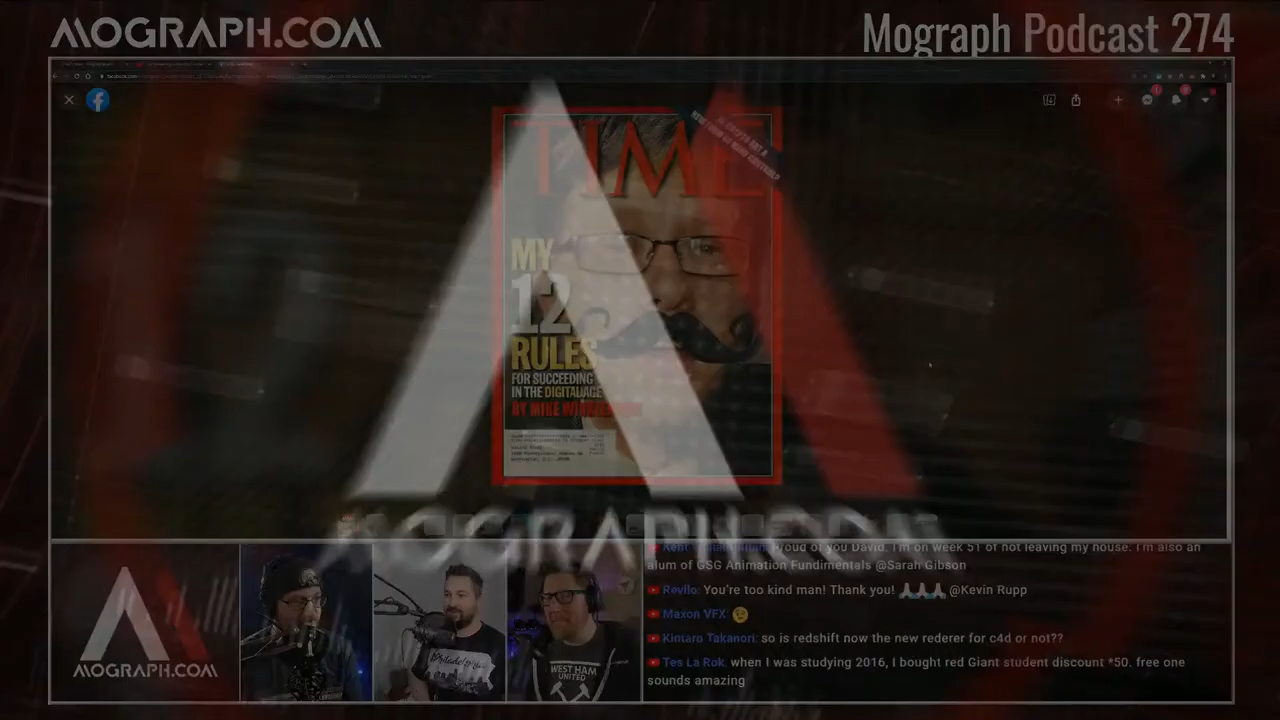 MOGRAPH.COM
Mograph Podcast 274
TIME
MY
12
RULES
FOR SUCCEEDING
IN THE DIGITAL AGE
MOGRAPH.COM
Proud of you David. I'm on week 51 of not leaving my house. I'm also an
alum of GSG Animation Fundimentals @Sarah Gibson
Revilo: You're too kind man! Thank you! 🙏🙏🙏 @Kevin Rupp
Maxon VFX 😉
Kintaro Takanori: so is redshift now the new rederer for c4d or not??
Tes La Rok: when I was studying 2016, I bought red Giant student discount *50. free one
sounds amazing
MOGRAPH.COM
Philadelphia
WEST HAM
UNITED